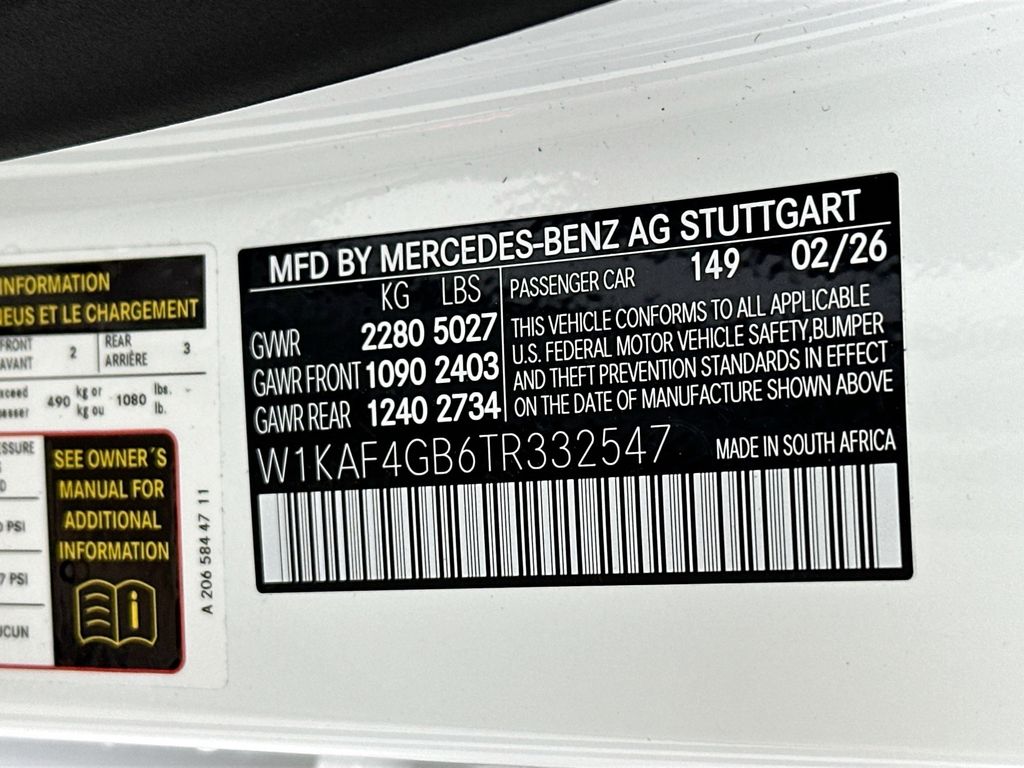 INFORMATION
NEUS ET LE CHARGEMENT
FRONT
AVANT
2
REAR
ARRIÈRE
3
490 kg or
kg ou
1080 lbs.
lb.
PSI
7 PSI
SEE OWNER'S
MANUAL FOR
ADDITIONAL
INFORMATION
i
A 206 584 47 11
MFD BY MERCEDES-BENZ AG STUTTGART
KG LBS
GVWR 2280 5027
GAWR FRONT 1090 2403
GAWR REAR 1240 2734
PASSENGER CAR 149 02/26
THIS VEHICLE CONFORMS TO ALL APPLICABLE
U.S. FEDERAL MOTOR VEHICLE SAFETY,BUMPER
AND THEFT PREVENTION STANDARDS IN EFFECT
ON THE DATE OF MANUFACTURE SHOWN ABOVE
W1KAF4GB6TR332547 MADE IN SOUTH AFRICA